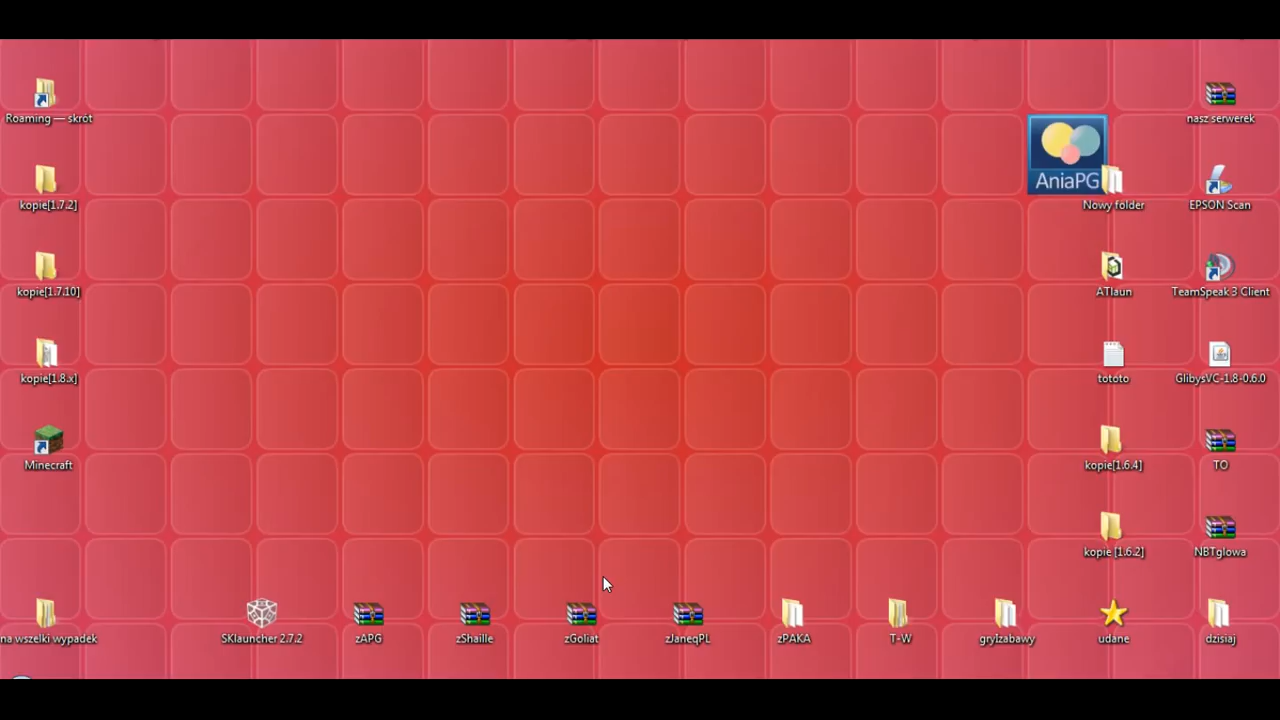 Roaming — skrót
nasz serwerek
AniaPG
kopie[1.7.2]
Nowy folder
EPSON Scan
kopie[1.7.10]
ATlaun
TeamSpeak 3 Client
kopie[1.8.x]
tototo
GlibysVC-1.8-0.6.0
Minecraft
kopie[1.6.4]
TO
kopie [1.6.2]
NBTglowa
na wszelki wypadek
SKlauncher 2.7.2
zAPG
zShaille
zGoliat
zJaneqPL
zPAKA
T-W
gryIzabawy
udane
dzisiaj